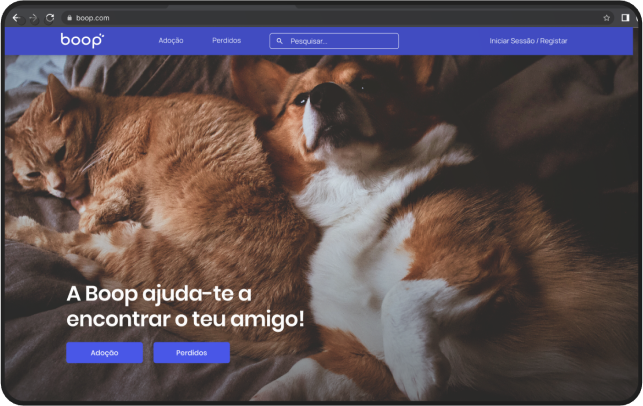 boop.com
boop
Adoção
Perdidos
Pesquisar...
Iniciar Sessão / Registar
A Boop ajuda-te a
encontrar o teu amigo!
Adoção
Perdidos